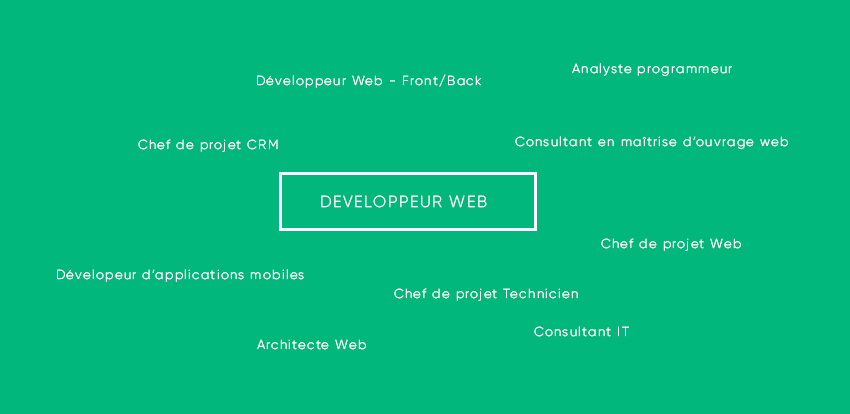 Analyste programmeur
Développeur Web - Front/Back
Consultant en maîtrise d'ouvrage web
Chef de projet CRM
DEVELOPPEUR WEB
Chef de projet Web
Dévelopeur d'applications mobiles
Chef de projet Technicien
Consultant IT
Architecte Web